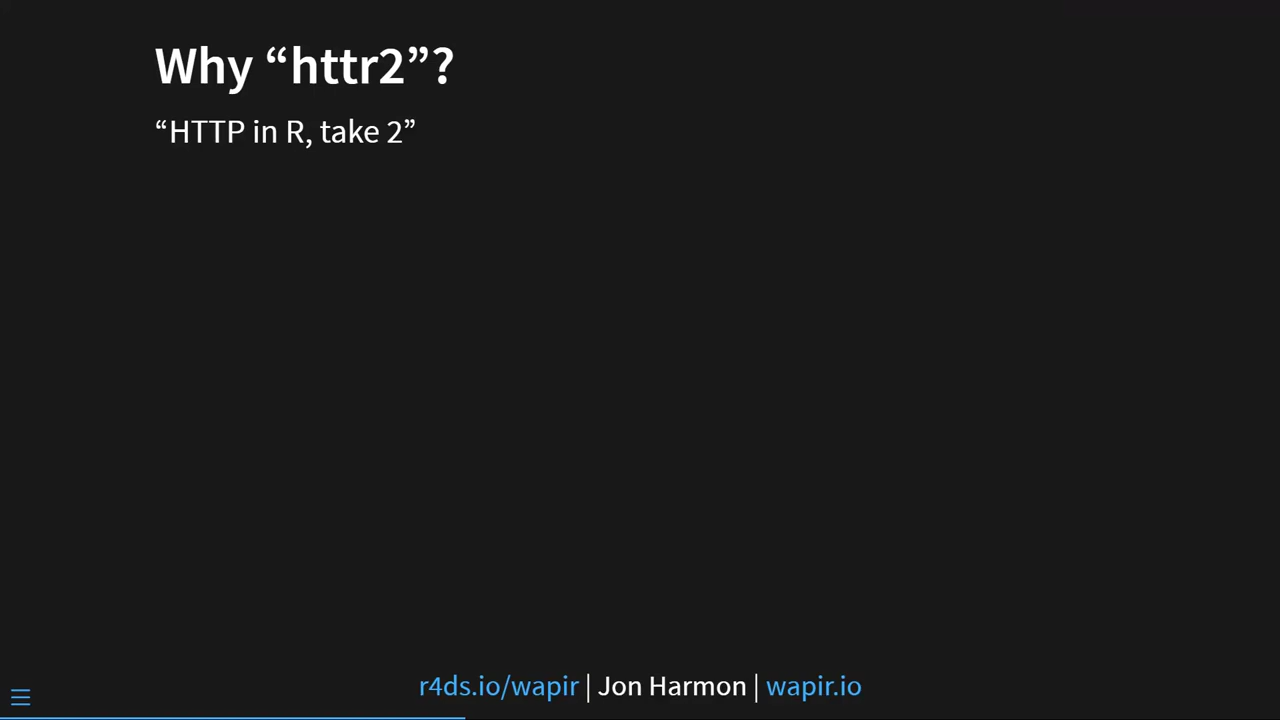 Why “httr2”?
“HTTP in R, take 2”
r4ds.io/wapir | Jon Harmon | wapir.io